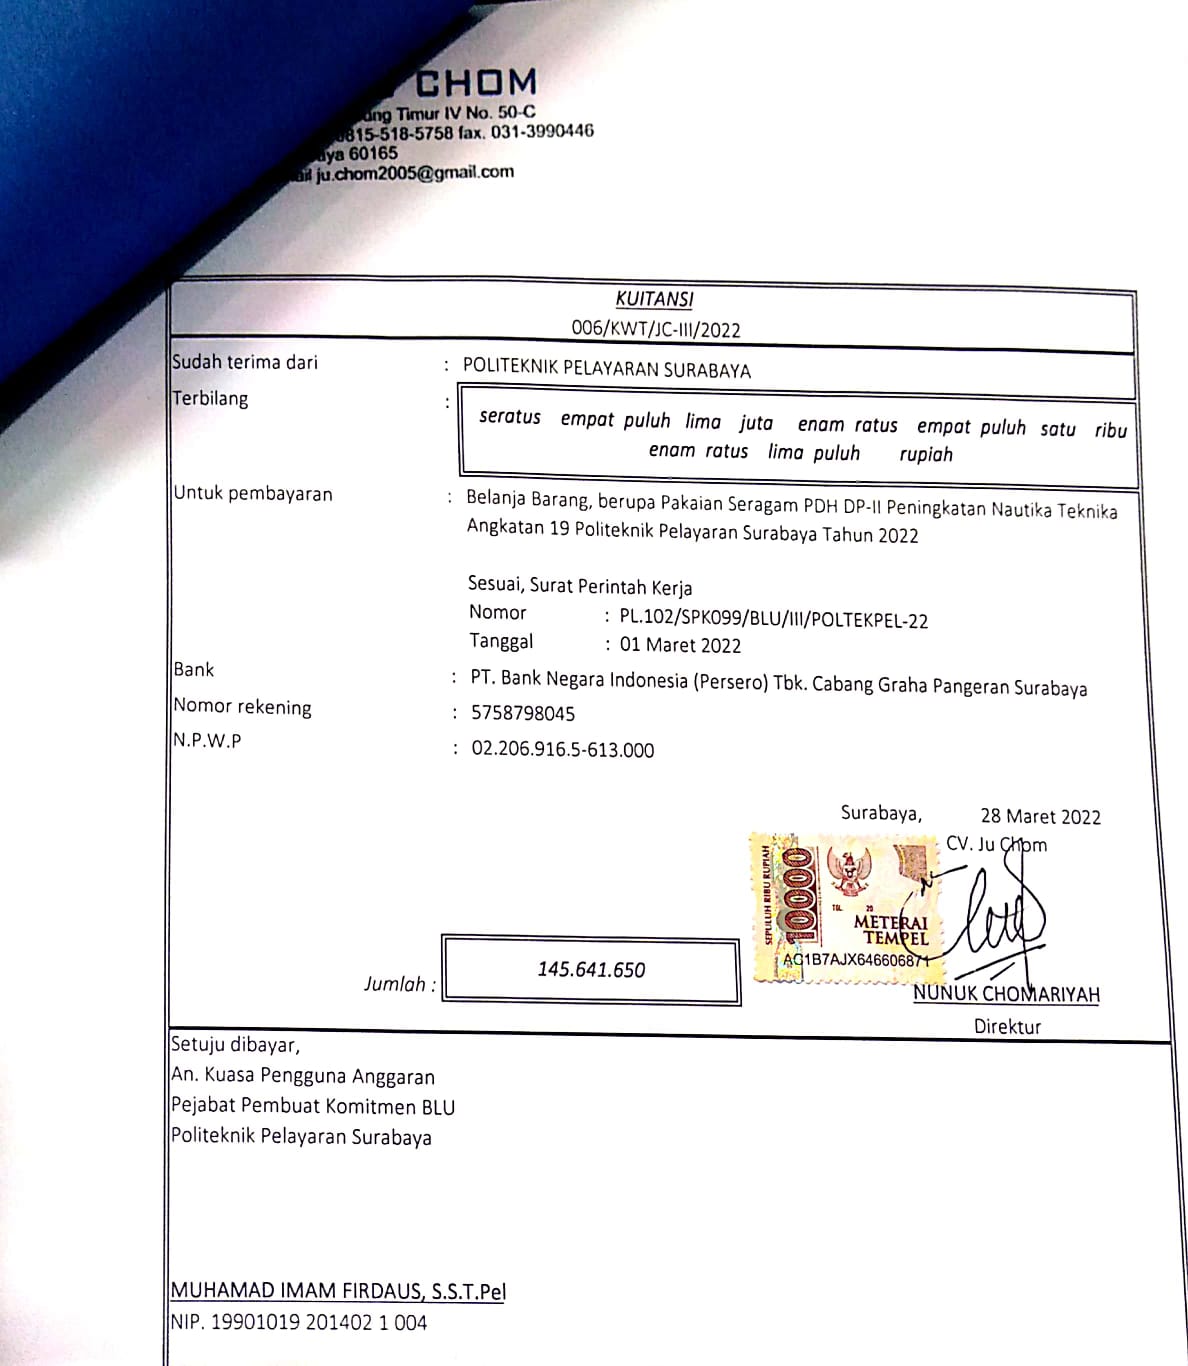 CHOM
Timur IV No. 50-C
815-518-5758 fax. 031-3990446
60165
ju.chom2005@gmail.com
KUITANSI
006/KWT/JC-III/2022
Sudah terima dari : POLITEKNIK PELAYARAN SURABAYA
Terbilang :
seratus empat puluh lima juta enam ratus empat puluh satu ribu
enam ratus lima puluh rupiah
Untuk pembayaran : Belanja Barang, berupa Pakaian Seragam PDH DP-II Peningkatan Nautika Teknika
Angkatan 19 Politeknik Pelayaran Surabaya Tahun 2022
Sesuai, Surat Perintah Kerja
Nomor : PL.102/SPK099/BLU/III/POLTEKPEL-22
Tanggal : 01 Maret 2022
Bank : PT. Bank Negara Indonesia (Persero) Tbk. Cabang Graha Pangeran Surabaya
Nomor rekening : 5758798045
N.P.W.P : 02.206.916.5-613.000
Surabaya, 28 Maret 2022
CV. Ju Chom
SEPULUH RIBU RUPIAH
10000
TGL 20
METERAI
TEMPEL
AC1B7AJX646606871
Jumlah : 145.641.650
NUNUK CHOMARIYAH
Direktur
Setuju dibayar,
An. Kuasa Pengguna Anggaran
Pejabat Pembuat Komitmen BLU
Politeknik Pelayaran Surabaya
MUHAMAD IMAM FIRDAUS, S.S.T.Pel
NIP. 19901019 201402 1 004